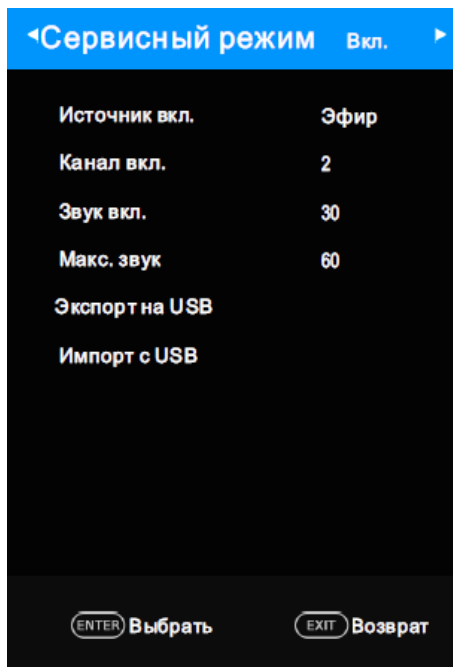 Сервисный режим Вкл.
Источник вкл. Эфир
Канал вкл. 2
Звук вкл. 30
Макс. звук 60
Экспорт на USB
Импорт с USB
ENTER Выбрать EXIT Возврат